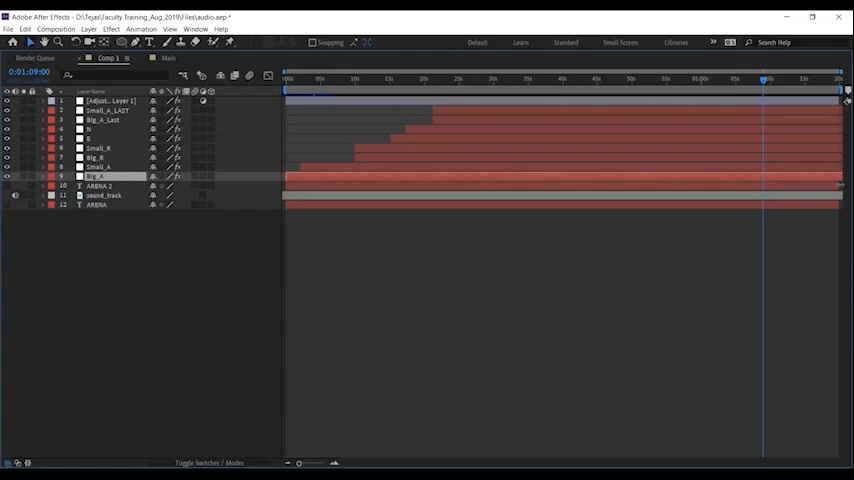 Adobe After Effects - D:\Tejas\Faculty Training_Aug_2019\Files\audio.aep *
File Edit Composition Layer Effect Animation View Window Help
Snapping Default Learn Standard Small Screen Libraries Search Help
Render Queue Comp 1 Main
0:01:09:00
Layer Name
05s 10s 15s 20s 25s 30s 35s 40s 45s 50s 55s 01:00s 05s 15s 20s
1 [Adjust... Layer 1]
2 Small_A_LAST
3 Big_A_Last
4 N
5 E
6 Small_R
7 Big_R
8 Small_A
9 Big_A
10 T ARENA 2
11 sound_track
12 T ARENA
Toggle Switches / Modes